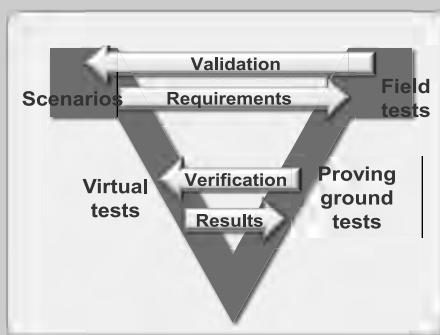 Validation
Scenarios
Requirements
Field
tests
Virtual
tests
Verification
Results
Proving
ground
tests